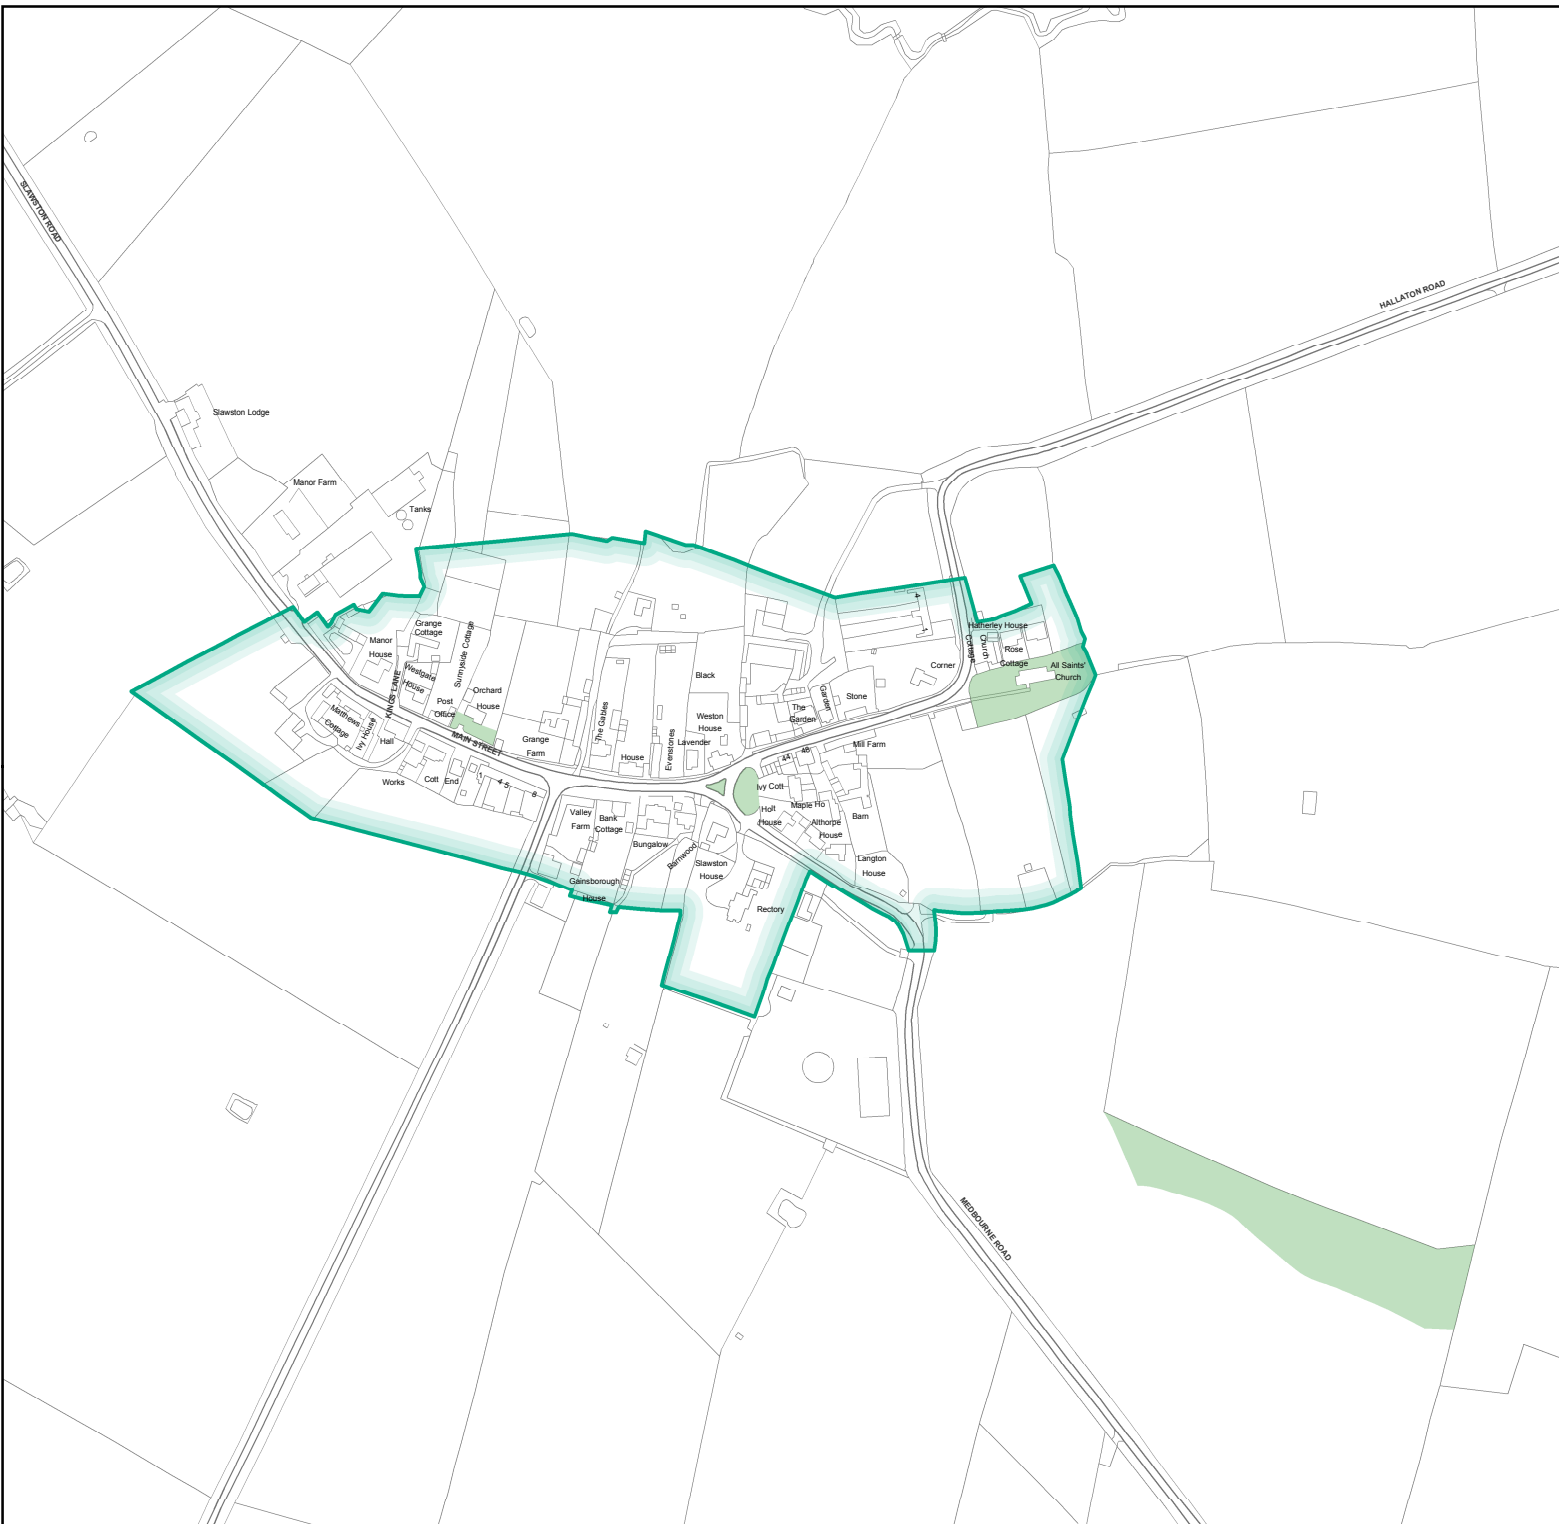 SLAWSTON ROAD
HALLATON ROAD
Slawston Lodge
Manor Farm
Tanks
Manor
House
Grange
Cottage
Sunnyside Cottage
Westgate
House
KINGS LANE
Orchard
House
Post
Office
Matthews
Cottage
Ivy House
Hall
MAIN STREET
Works
Cott
End
1
4
5
8
Grange
Farm
The Gables
House
Evenstones
Lavender
Weston
House
Black
The
Garden
Garden
Stone
Corner
4
1
Hatherley House
Church
Cottage
Rose
Cottage
All Saints'
Church
Mill Farm
44
48
Ivy Cott
Holt
House
Maple Ho
Althorpe
House
Barn
Langton
House
Valley
Farm
Bank
Cottage
Bungalow
Barnwood
Slawston
House
Gainsborough
House
Rectory
MEDBOURNE ROAD